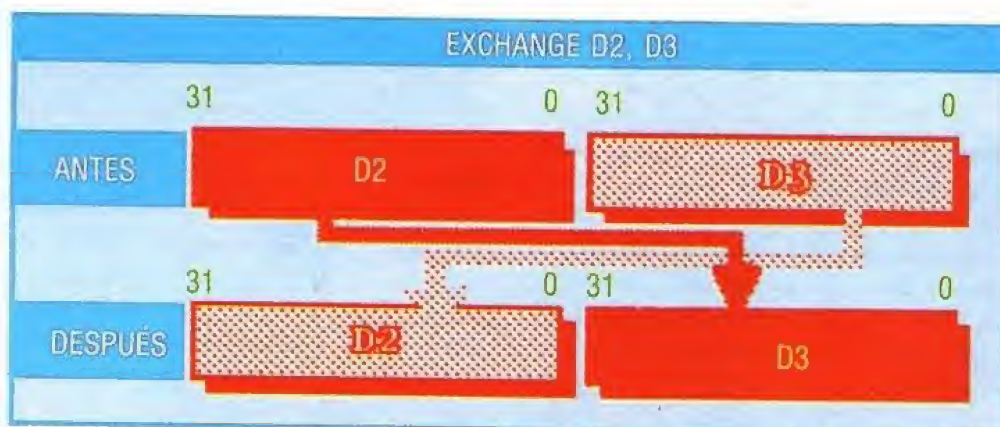 EXCHANGE D2, D3
31 0 31 0
ANTES D2 D3
31 0 31 0
DESPUÉS D2 D3